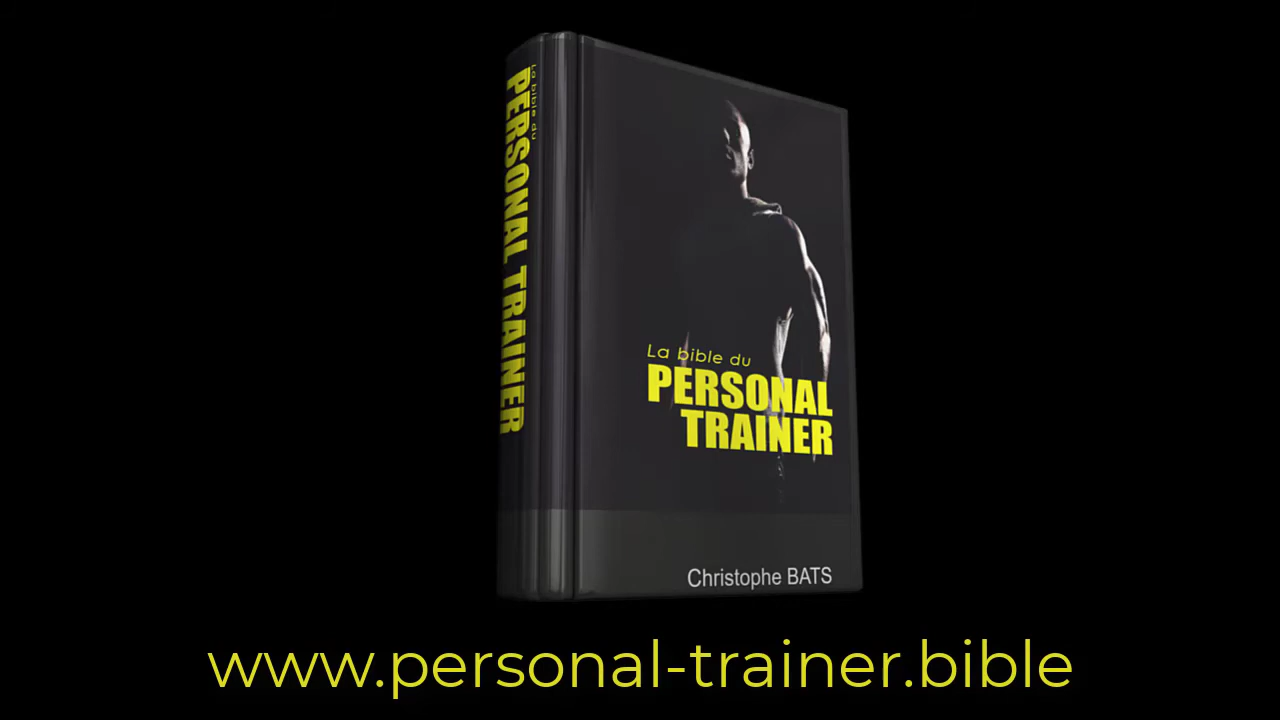 La bible du
PERSONAL TRAINER
La bible du
PERSONAL
TRAINER
Christophe BATS
www.personal-trainer.bible